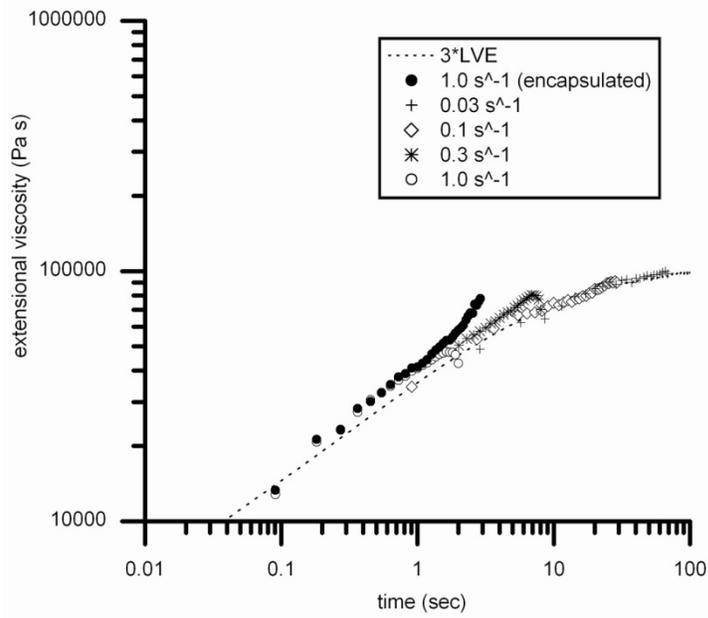 1000000
3*LVE
1.0 s^-1 (encapsulated)
0.03 s^-1
0.1 s^-1
0.3 s^-1
1.0 s^-1
extensional viscosity (Pa s)
100000
10000
0.01 0.1 1 10 100
time (sec)